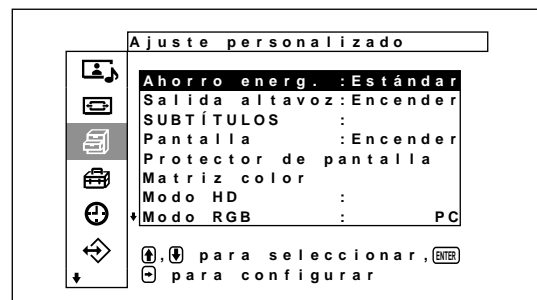 Ajuste personalizado
Ahorro energ. :Estándar
Salida altavoz:Encender
SUBTÍTULOS :
Pantalla :Encender
Protector de pantalla
Matriz color
Modo HD :
Modo RGB : PC
, para seleccionar, ENTER
para configurar